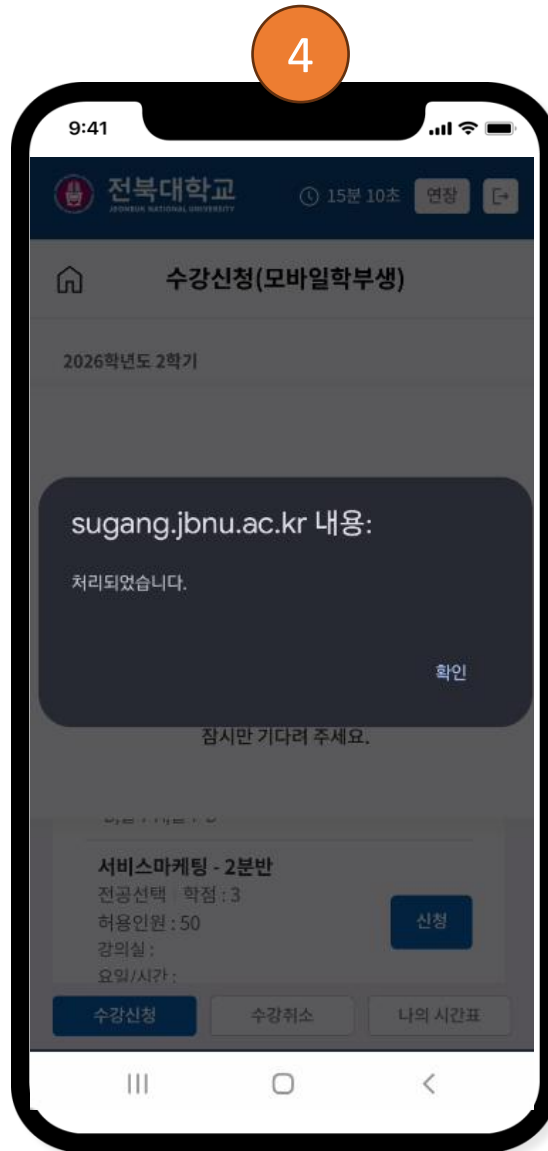 4
9:41
전북대학교
JEONBUK NATIONAL UNIVERSITY
15분 10초
연장
수강신청(모바일학부생)
2026학년도 2학기
sugang.jbnu.ac.kr 내용:
처리되었습니다.
확인
잠시만 기다려 주세요.
서비스마케팅 - 2분반
전공선택 학점 : 3
허용인원 : 50
신청
강의실 :
요일/시간 :
수강신청
수강취소
나의 시간표